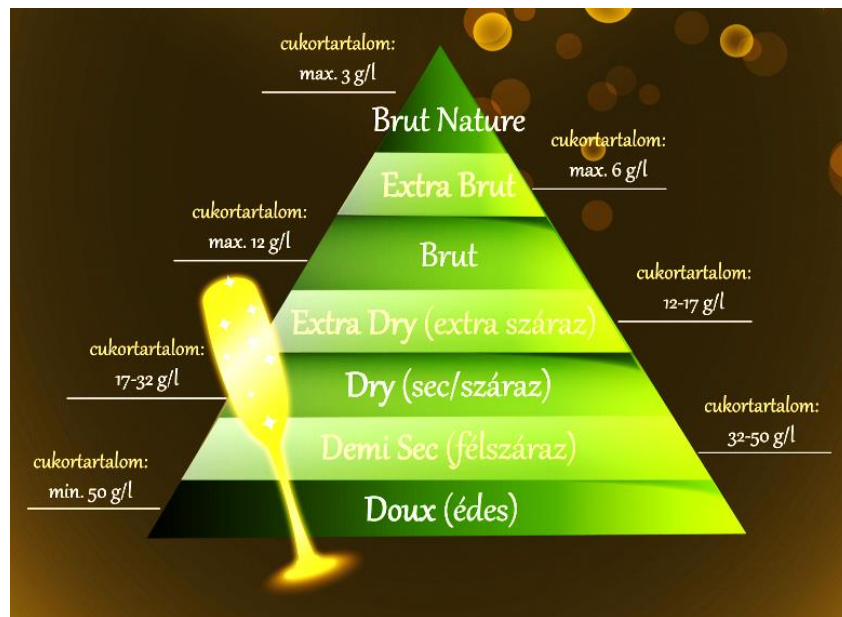 cukortartalom:
max. 3 g/l
Brut Nature
cukortartalom:
max. 6 g/l
Extra Brut
cukortartalom:
max. 12 g/l
Brut
cukortartalom:
12-17 g/l
Extra Dry (extra száraz)
cukortartalom:
17-32 g/l
Dry (sec/száraz)
cukortartalom:
32-50 g/l
Demi Sec (félszáraz)
cukortartalom:
min. 50 g/l
Doux (édes)